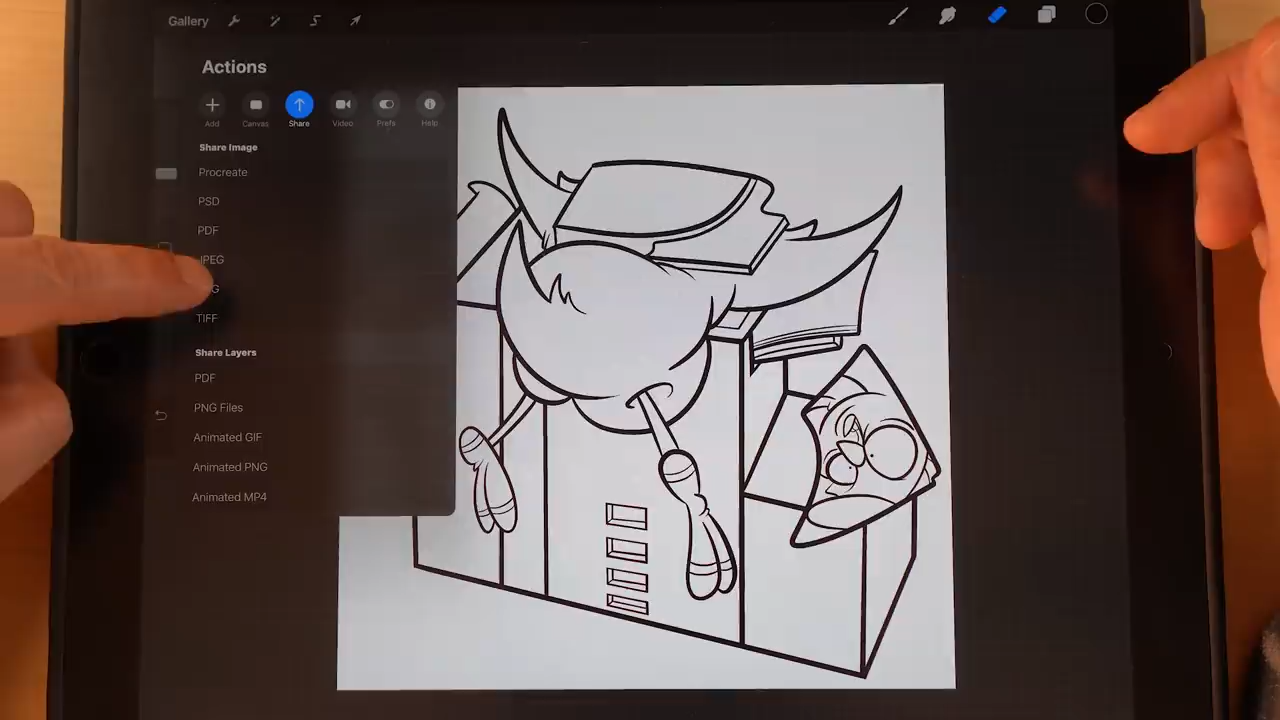 Gallery
Actions
Add Canvas Share Video Prefs Help
Share Image
Procreate
PSD
PDF
JPEG
TIFF
Share Layers
PDF
PNG Files
Animated GIF
Animated PNG
Animated MP4